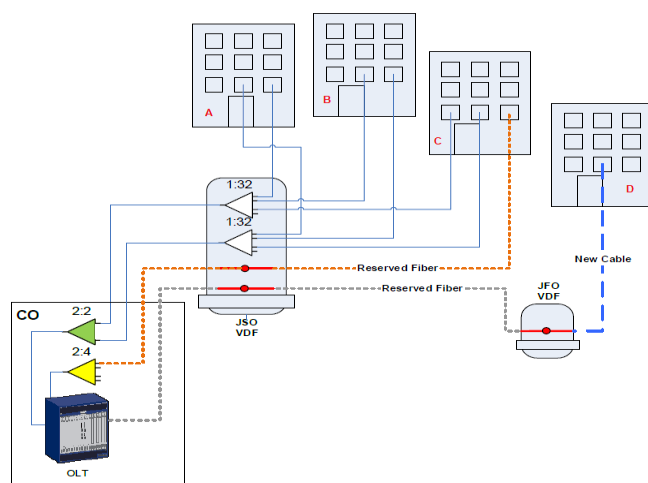 A
B
C
D
1:32
1:32
Reserved Fiber
Reserved Fiber
New Cable
JFO
VDF
JSO
VDF
CO
2:2
2:4
OLT